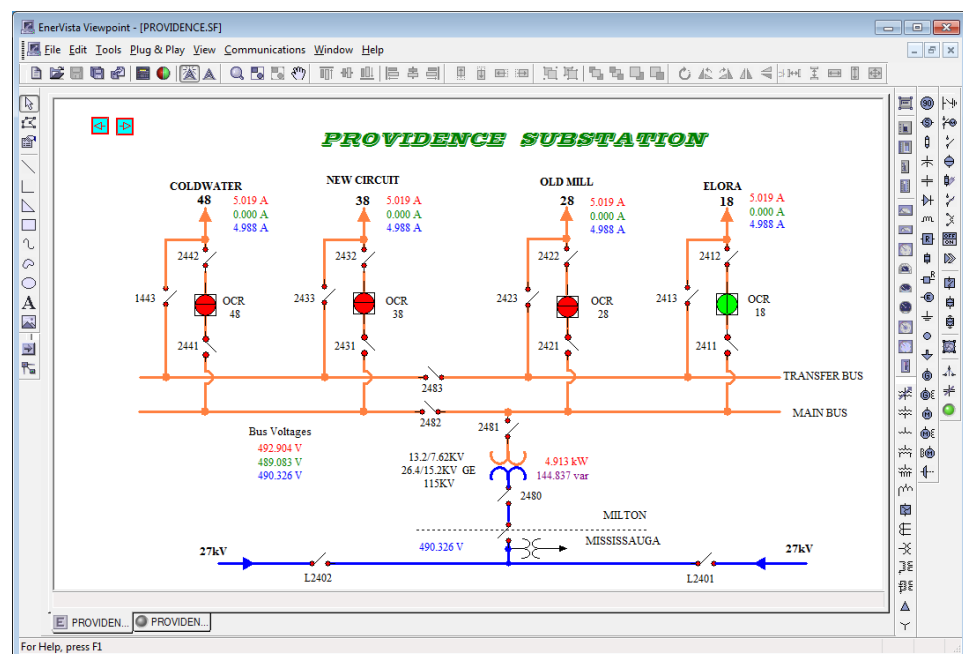 EnerVista Viewpoint - [PROVIDENCE.SF]
File Edit Tools Plug & Play View Communications Window Help
PROVIDENCE SUBSTATION
COLDWATER
48
5.019 A
0.000 A
4.988 A
NEW CIRCUIT
38
5.019 A
0.000 A
4.988 A
OLD MILL
28
5.019 A
0.000 A
4.988 A
ELORA
18
5.019 A
0.000 A
4.988 A
2442
1443
OCR
48
2441
2432
2433
OCR
38
2431
2422
2423
OCR
28
2421
2412
2413
OCR
18
2411
TRANSFER BUS
2483
MAIN BUS
2482
2481
Bus Voltages
492.904 V
489.083 V
490.326 V
13.2/7.62KV
26.4/15.2KV GE
115KV
4.913 kW
144.837 var
2480
MILTON
MISSISSAUGA
490.326 V
27kV
27kV
L2402
L2401
PROVIDEN...
PROVIDEN...
For Help, press F1